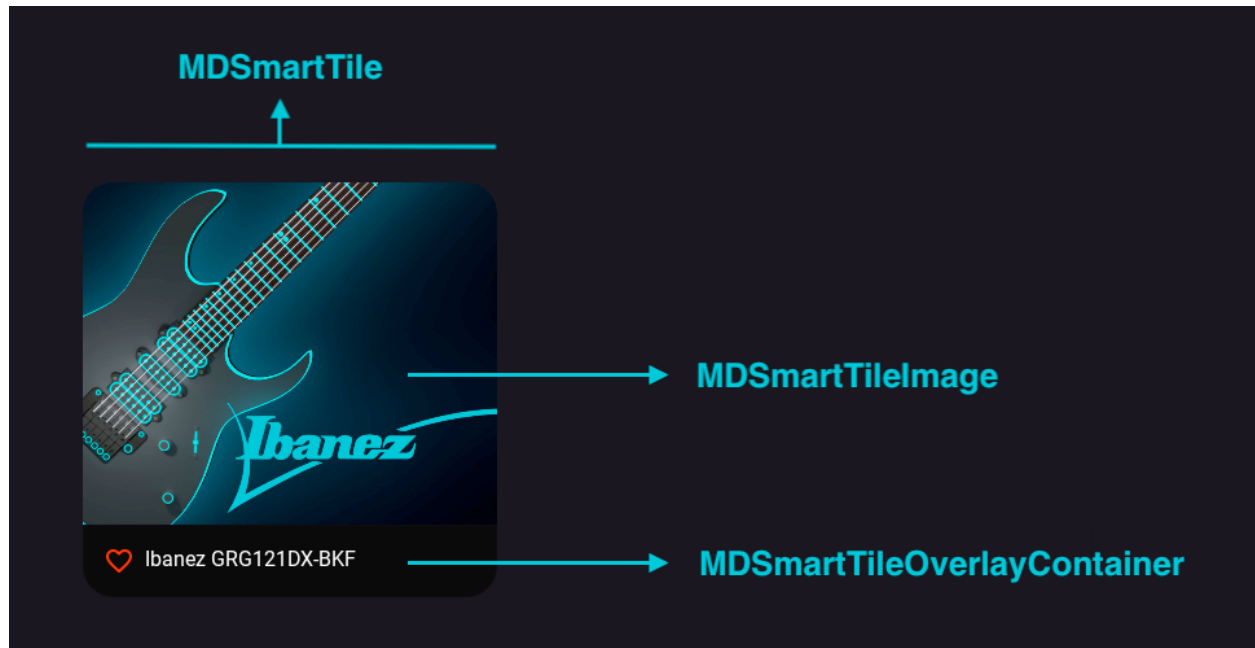 MDSmartTile
Ibanez
MDSmartTileImage
Ibanez GRG121DX-BKF
MDSmartTileOverlayContainer